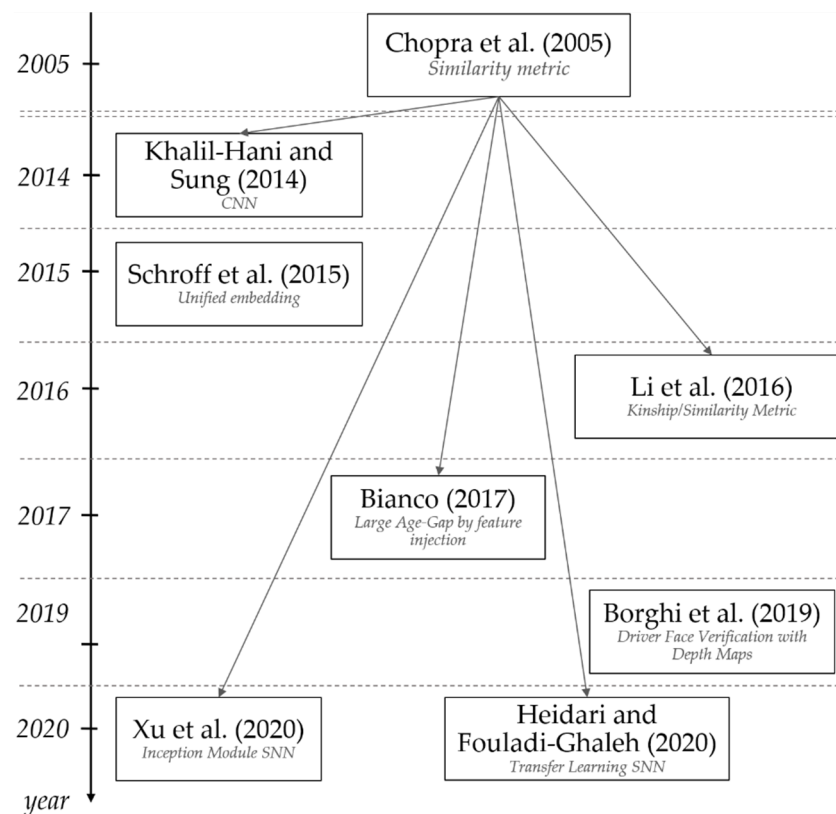 2005
Chopra et al. (2005)
Similarity metric
2014
Khalil-Hani and
Sung (2014)
CNN
2015
Schroff et al. (2015)
Unified embedding
2016
Li et al. (2016)
Kinship/Similarity Metric
2017
Bianco (2017)
Large Age-Gap by feature
injection
2019
Borghi et al. (2019)
Driver Face Verification with
Depth Maps
2020
Xu et al. (2020)
Inception Module SNN
Heidari and
Fouladi-Ghaleh (2020)
Transfer Learning SNN
year